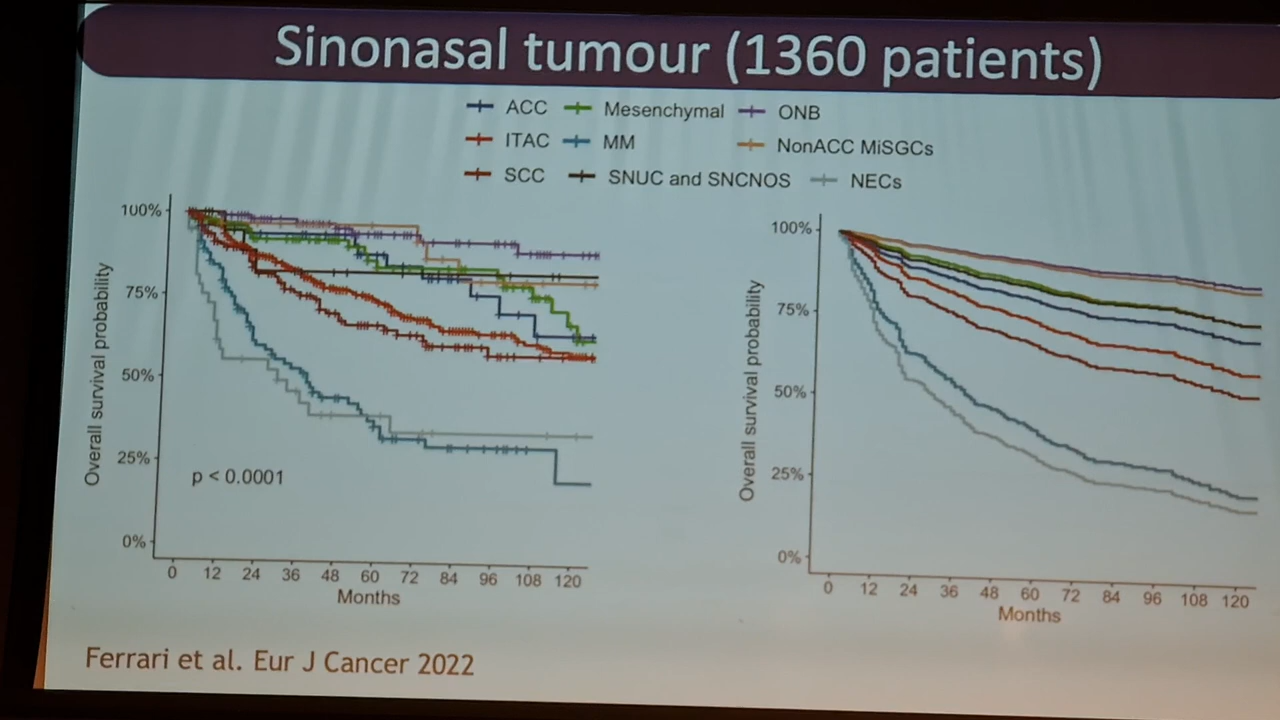 Sinonasal tumour (1360 patients)
ACC Mesenchymal ONB
ITAC MM NonACC MiSGCs
SCC SNUC and SNCNOS NECs
Overall survival probability
100%
75%
50%
25%
0%
p < 0.0001
0 12 24 36 48 60 72 84 96 108 120
Months
Overall survival probability
100%
75%
50%
25%
0%
0 12 24 36 48 60 72 84 96 108 120
Months
Ferrari et al. Eur J Cancer 2022